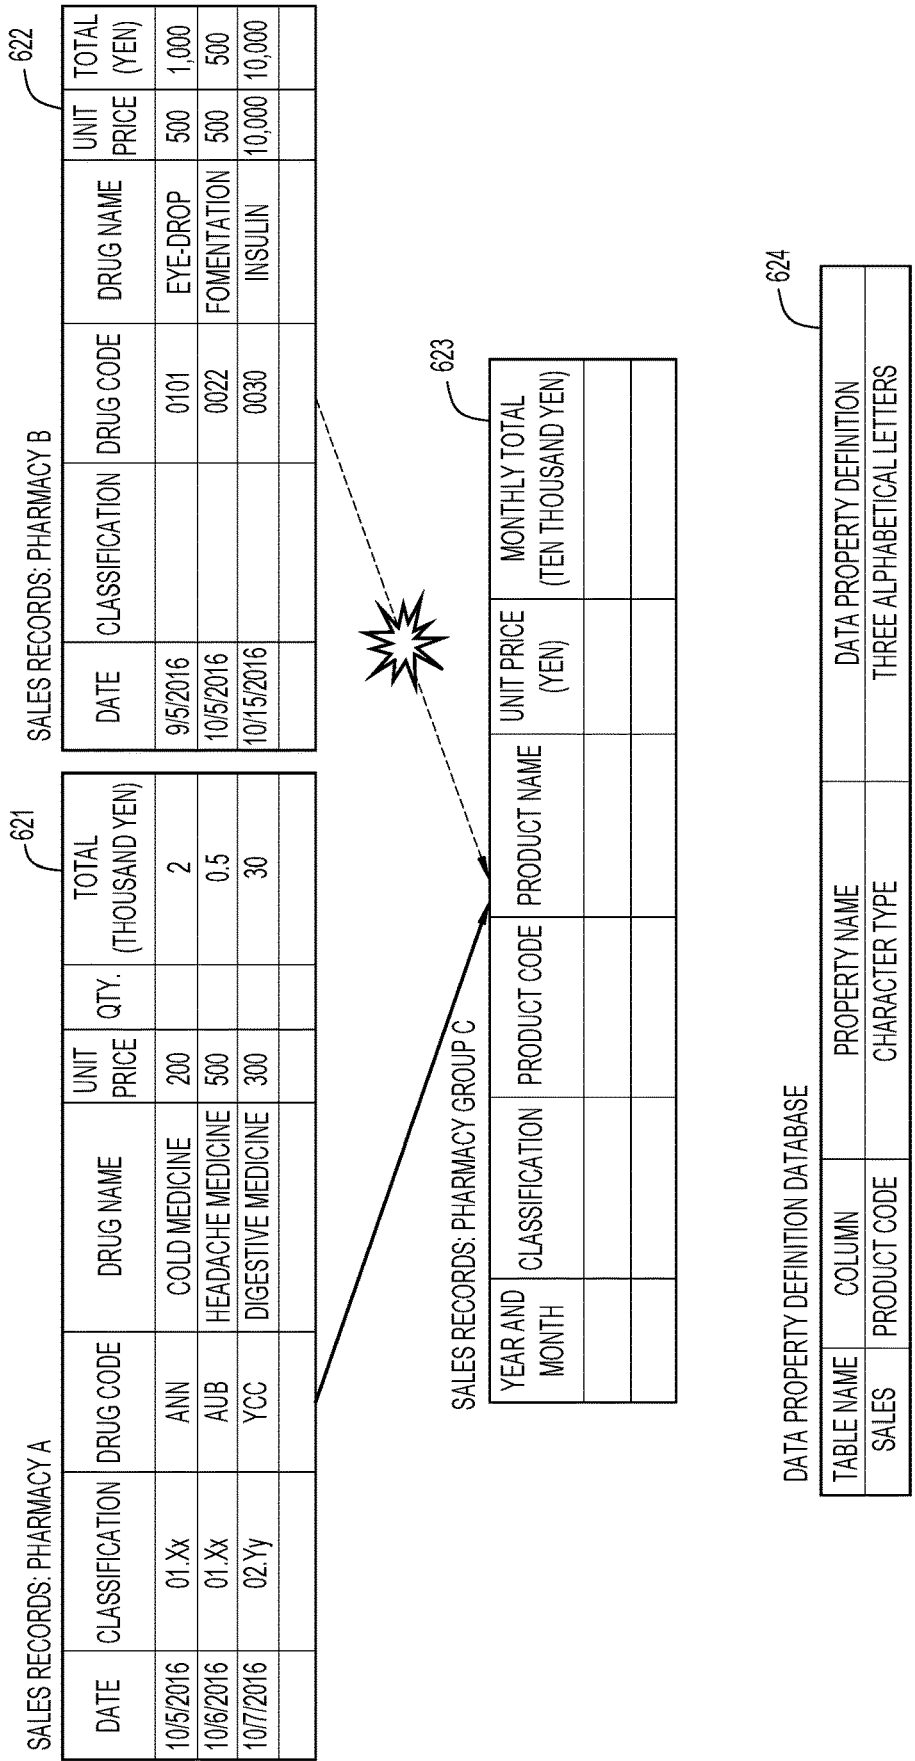 SALES RECORDS: PHARMACY A
621
DATE CLASSIFICATION DRUG CODE DRUG NAME UNIT PRICE QTY. TOTAL (THOUSAND YEN)
10/5/2016 01.Xx ANN COLD MEDICINE 200 2
10/6/2016 01.Xx AUB HEADACHE MEDICINE 500 0.5
10/7/2016 02.Yy YCC DIGESTIVE MEDICINE 300 30
SALES RECORDS: PHARMACY B
622
DATE CLASSIFICATION DRUG CODE DRUG NAME UNIT PRICE TOTAL (YEN)
9/5/2016 0101 EYE-DROP 500 1,000
10/5/2016 0022 FOMENTATION 500 500
10/15/2016 0030 INSULIN 10,000 10,000
SALES RECORDS: PHARMACY GROUP C
623
YEAR AND MONTH CLASSIFICATION PRODUCT CODE PRODUCT NAME UNIT PRICE (YEN) MONTHLY TOTAL (TEN THOUSAND YEN)
DATA PROPERTY DEFINITION DATABASE
624
TABLE NAME COLUMN PROPERTY NAME DATA PROPERTY DEFINITION
SALES PRODUCT CODE CHARACTER TYPE THREE ALPHABETICAL LETTERS